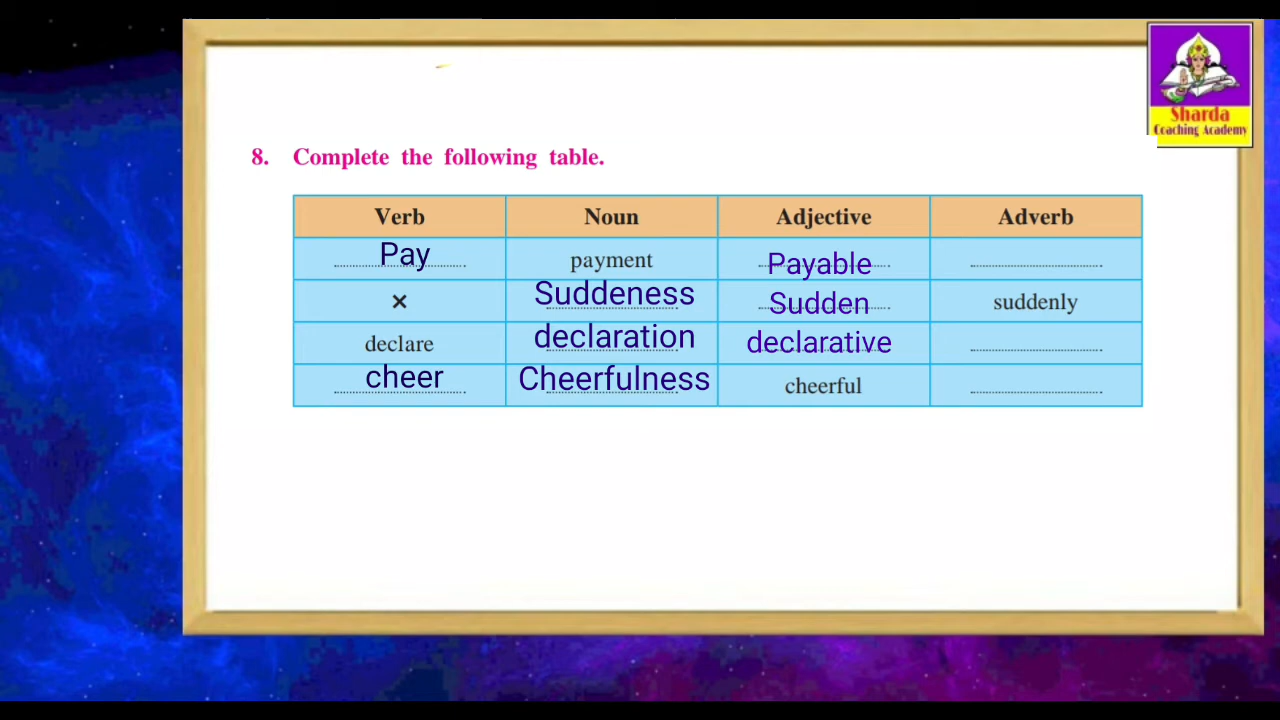 Sharda
Coaching Academy
8. Complete the following table.
Verb Noun Adjective Adverb
Pay payment Payable
× Suddeness Sudden suddenly
declare declaration declarative
cheer Cheerfulness cheerful